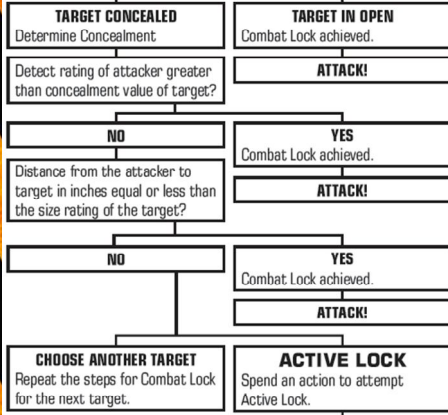 TARGET CONCEALED
Determine Concealment
TARGET IN OPEN
Combat Lock achieved.
Detect rating of attacker greater
than concealment value of target?
ATTACK!
NO
YES
Combat Lock achieved.
Distance from the attacker to
target in inches equal or less than
the size rating of the target?
ATTACK!
NO
YES
Combat Lock achieved.
ATTACK!
CHOOSE ANOTHER TARGET
Repeat the steps for Combat Lock
for the next target.
ACTIVE LOCK
Spend an action to attempt
Active Lock.